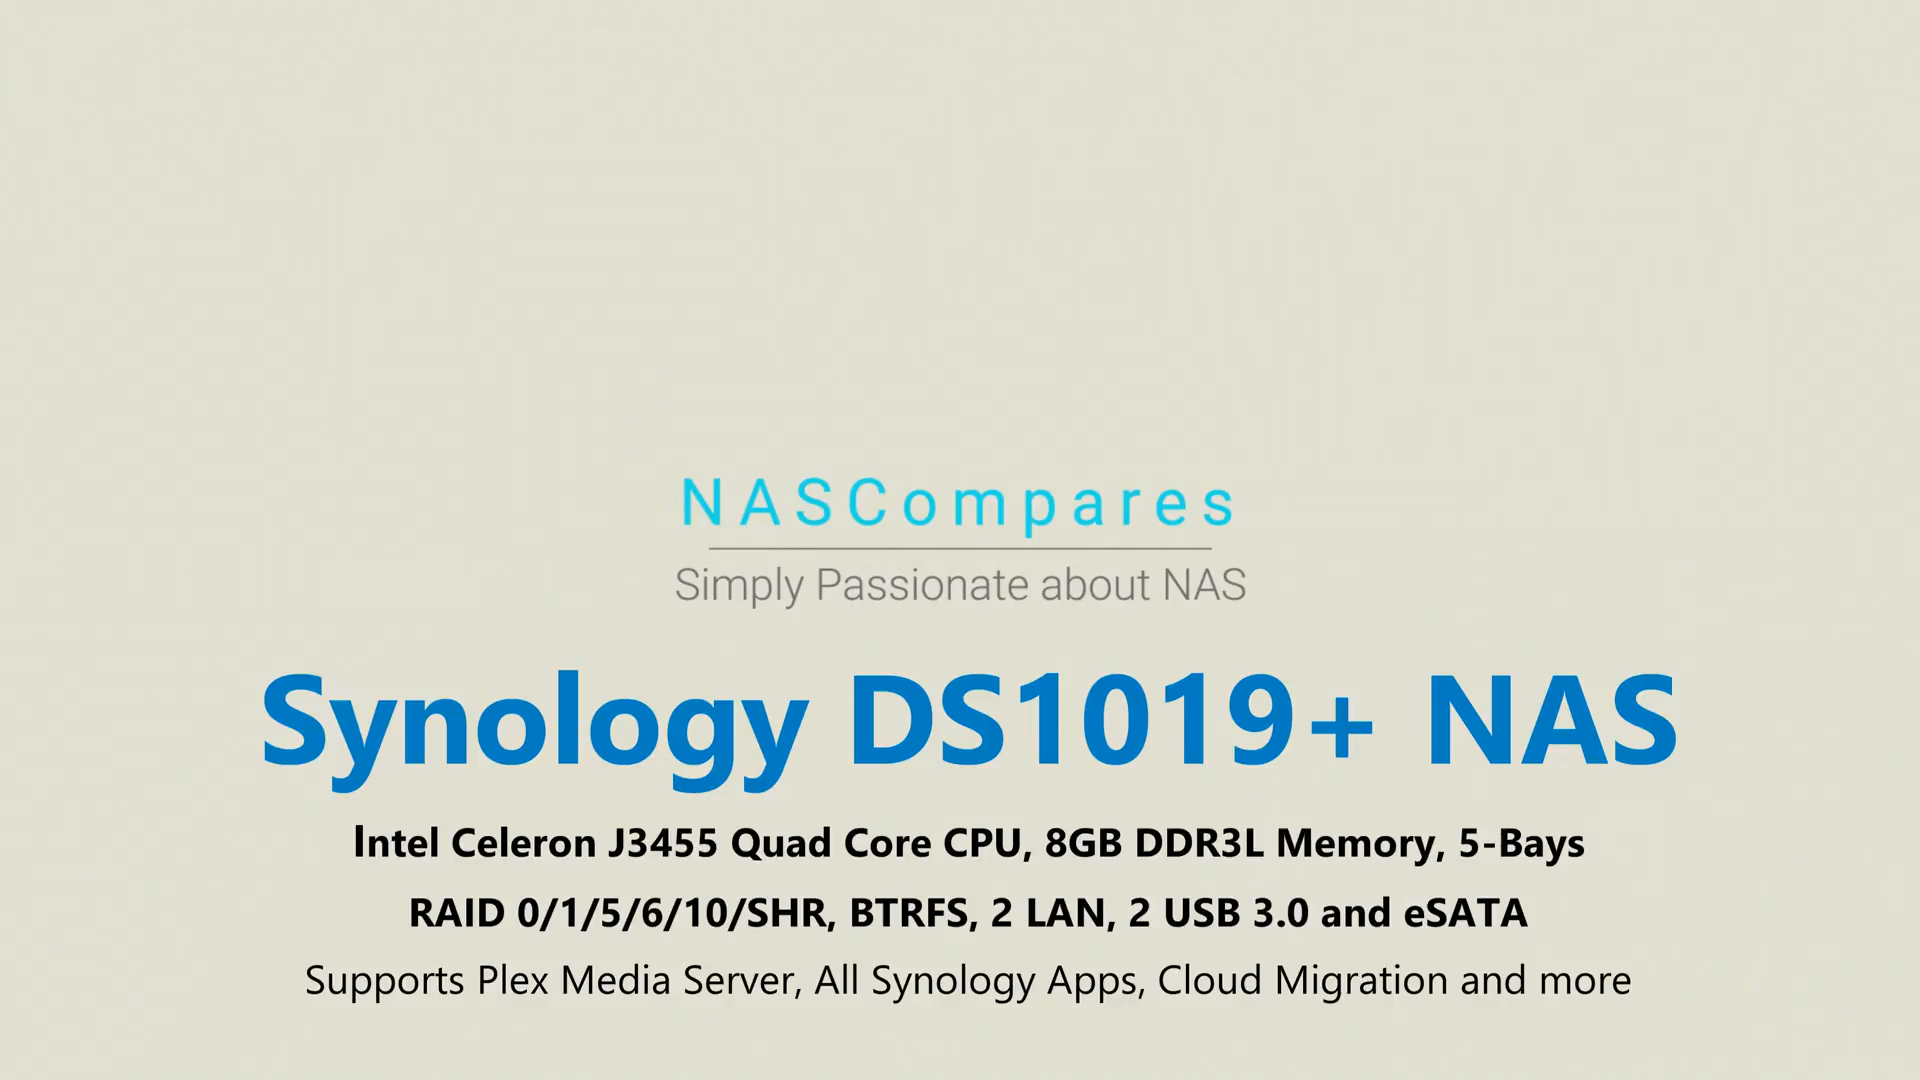 NASCompares
Simply Passionate about NAS
Synology DS1019+ NAS
Intel Celeron J3455 Quad Core CPU, 8GB DDR3L Memory, 5-Bays
RAID 0/1/5/6/10/SHR, BTRFS, 2 LAN, 2 USB 3.0 and eSATA
Supports Plex Media Server, All Synology Apps, Cloud Migration and more